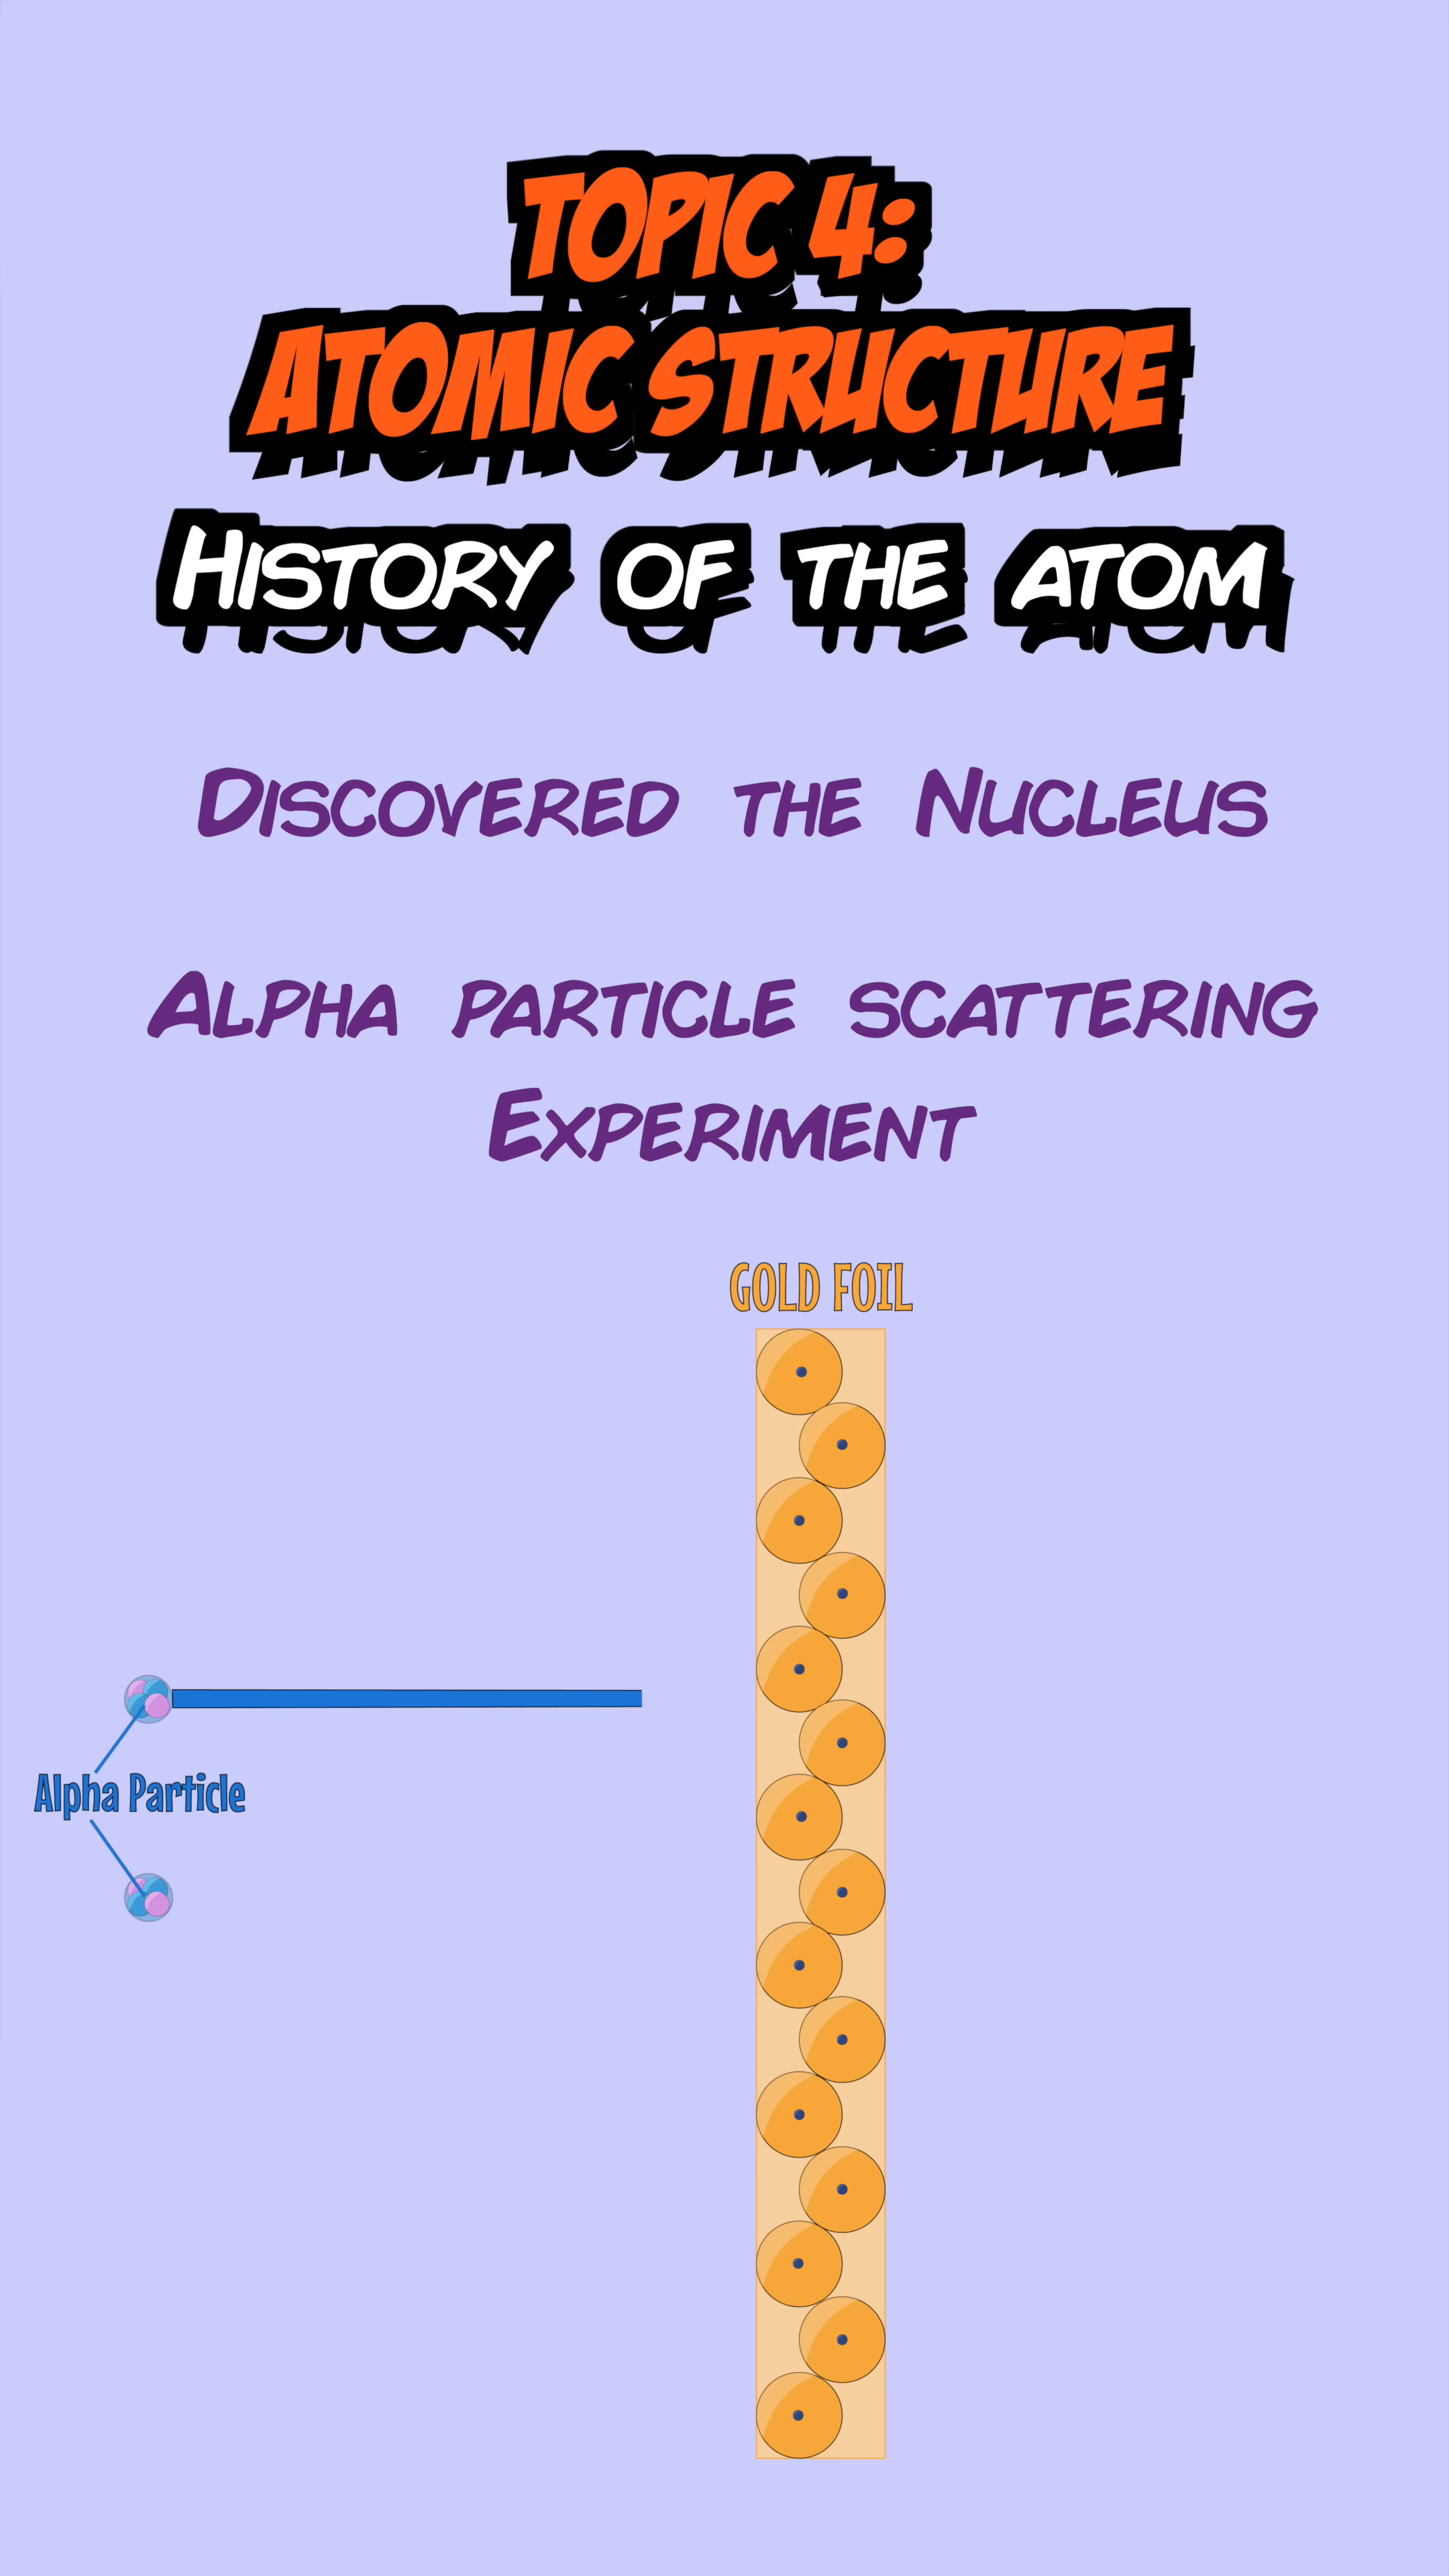 TOPIC 4:
ATOMIC STRUCTURE
HISTORY OF THE ATOM
DISCOVERED THE NUCLEUS
ALPHA PARTICLE SCATTERING
EXPERIMENT
GOLD FOIL
Alpha Particle